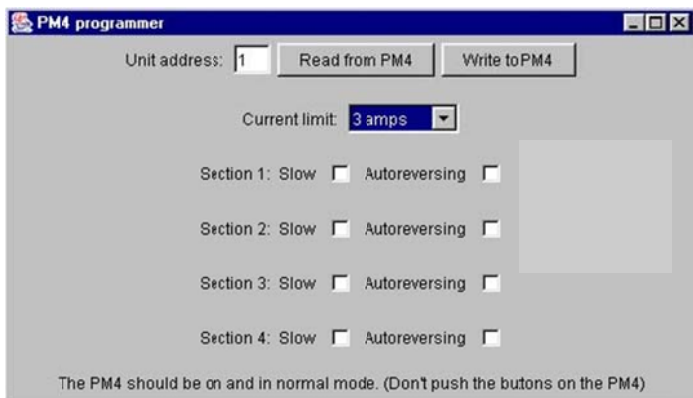 PM4 programmer
Unit address: 1 Read from PM4 Write to PM4
Current limit: 3 amps
Section 1: Slow Autoreversing
Section 2: Slow Autoreversing
Section 3: Slow Autoreversing
Section 4: Slow Autoreversing
The PM4 should be on and in normal mode. (Don't push the butons on the PM4)